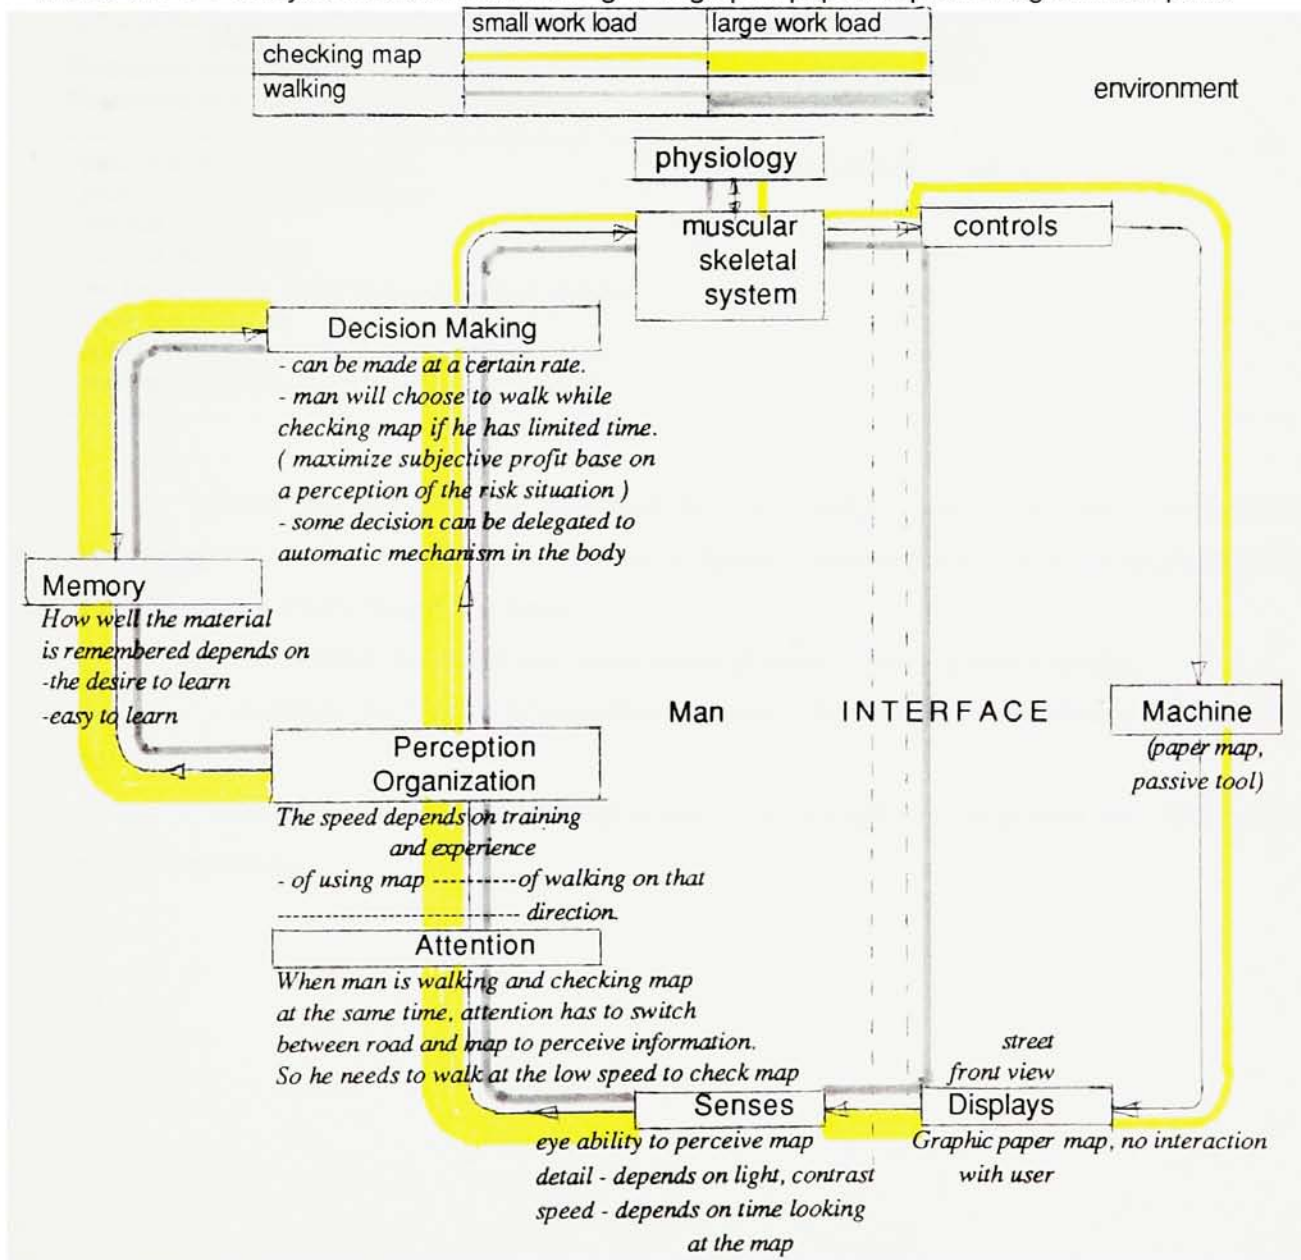 small work load large work load
checking map
walking
environment
physiology
muscular
skeletal
system
controls
Decision Making
- can be made at a certain rate.
- man will choose to walk while
checking map if he has limited time.
( maximize subjective profit base on
a perception of the risk situation )
- some decision can be delegated to
automatic mechanism in the body
Memory
How well the material
is remembered depends on
-the desire to learn
-easy to learn
Man INTERFACE Machine
(paper map,
passive tool)
Perception
Organization
The speed depends on training
and experience
- of using map ----------of walking on that
---------------------- direction.
Attention
When man is walking and checking map
at the same time, attention has to switch
between road and map to perceive information.
So he needs to walk at the low speed to check map
street
front view
Senses
eye ability to perceive map
detail - depends on light, contrast
speed - depends on time looking
at the map
Displays
Graphic paper map, no interaction
with user